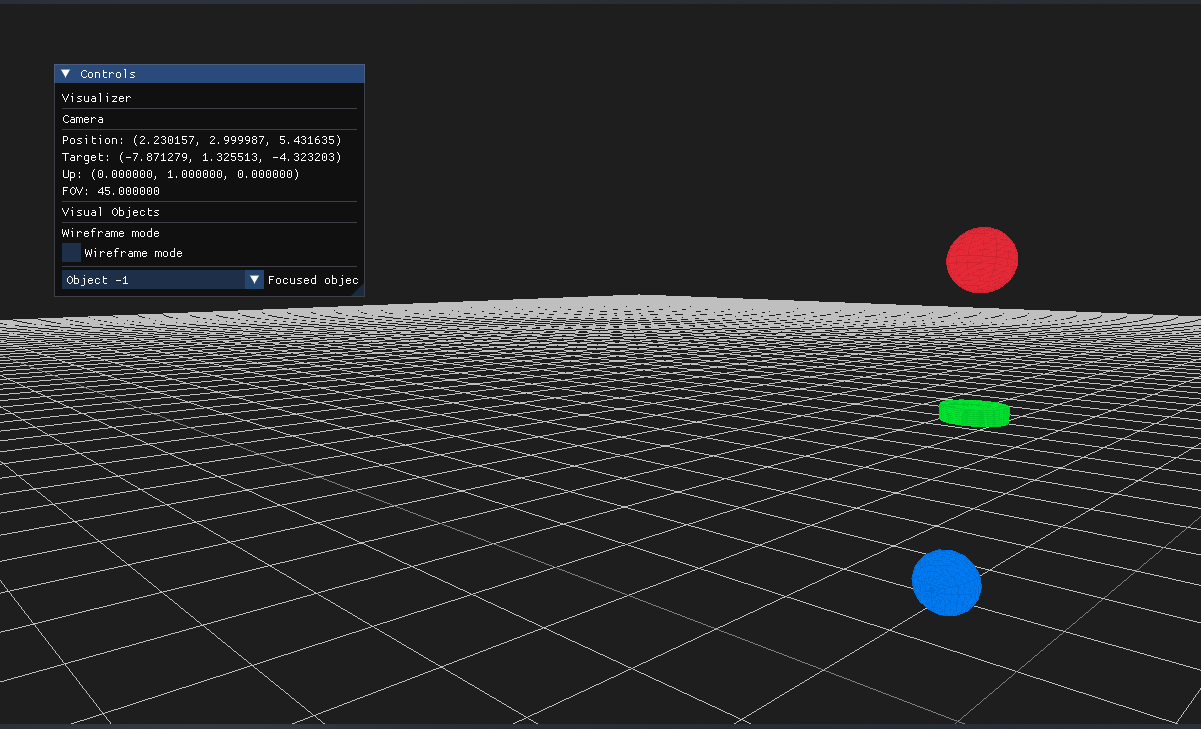 Controls
Visualizer
Camera
Position: (2.230157, 2.999987, 5.431635)
Target: (-7.871279, 1.325513, -4.323203)
Up: (0.000000, 1.000000, 0.000000)
FOV: 45.000000
Visual Objects
Wireframe mode
Wireframe mode
Object -1 Focused objec